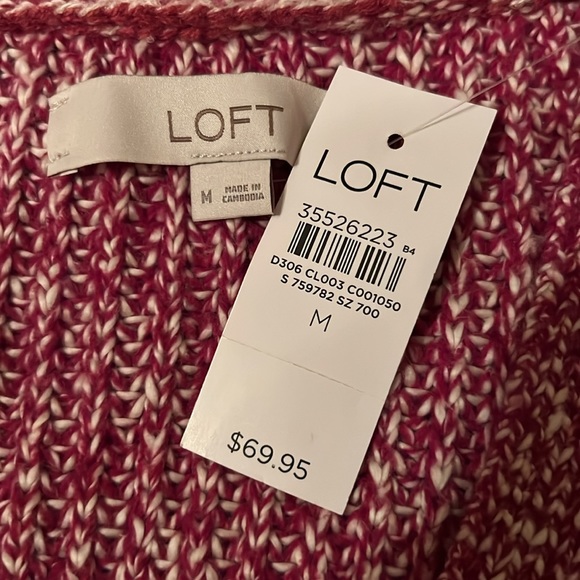 LOFT
M MADE IN
CAMBODIA
LOFT
35526223 B4
D306 CL003 C001050
S 759782 SZ 700
M
$69.95